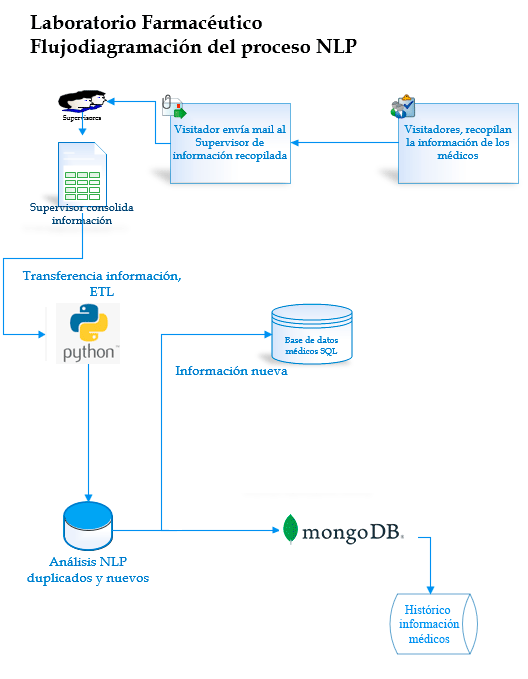 Laboratorio Farmacéutico
Flujodiagramación del proceso NLP
Supervisores
Visitador envía mail al
Supervisor de
información recopilada
Visitadores, recopilan
la información de los
médicos
Supervisor consolida
información
Transferencia información,
ETL
python™
Base de datos
médicos SQL
Información nueva
Análisis NLP
duplicados y nuevos
mongoDB®
Histórico
información
médicos